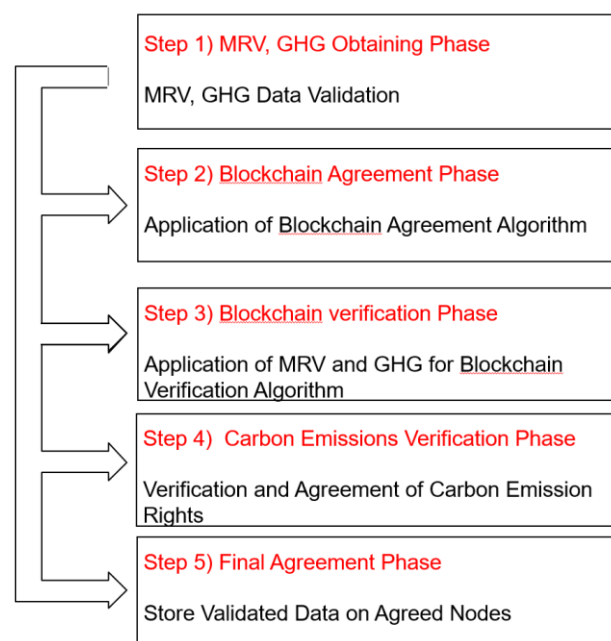 Step 1) MRV, GHG Obtaining Phase
MRV, GHG Data Validation
Step 2) Blockchain Agreement Phase
Application of Blockchain Agreement Algorithm
Step 3) Blockchain verification Phase
Application of MRV and GHG for Blockchain
Verification Algorithm
Step 4)  Carbon Emissions Verification Phase
Verification and Agreement of Carbon Emission
Rights
Step 5) Final Agreement Phase
Store Validated Data on Agreed Nodes